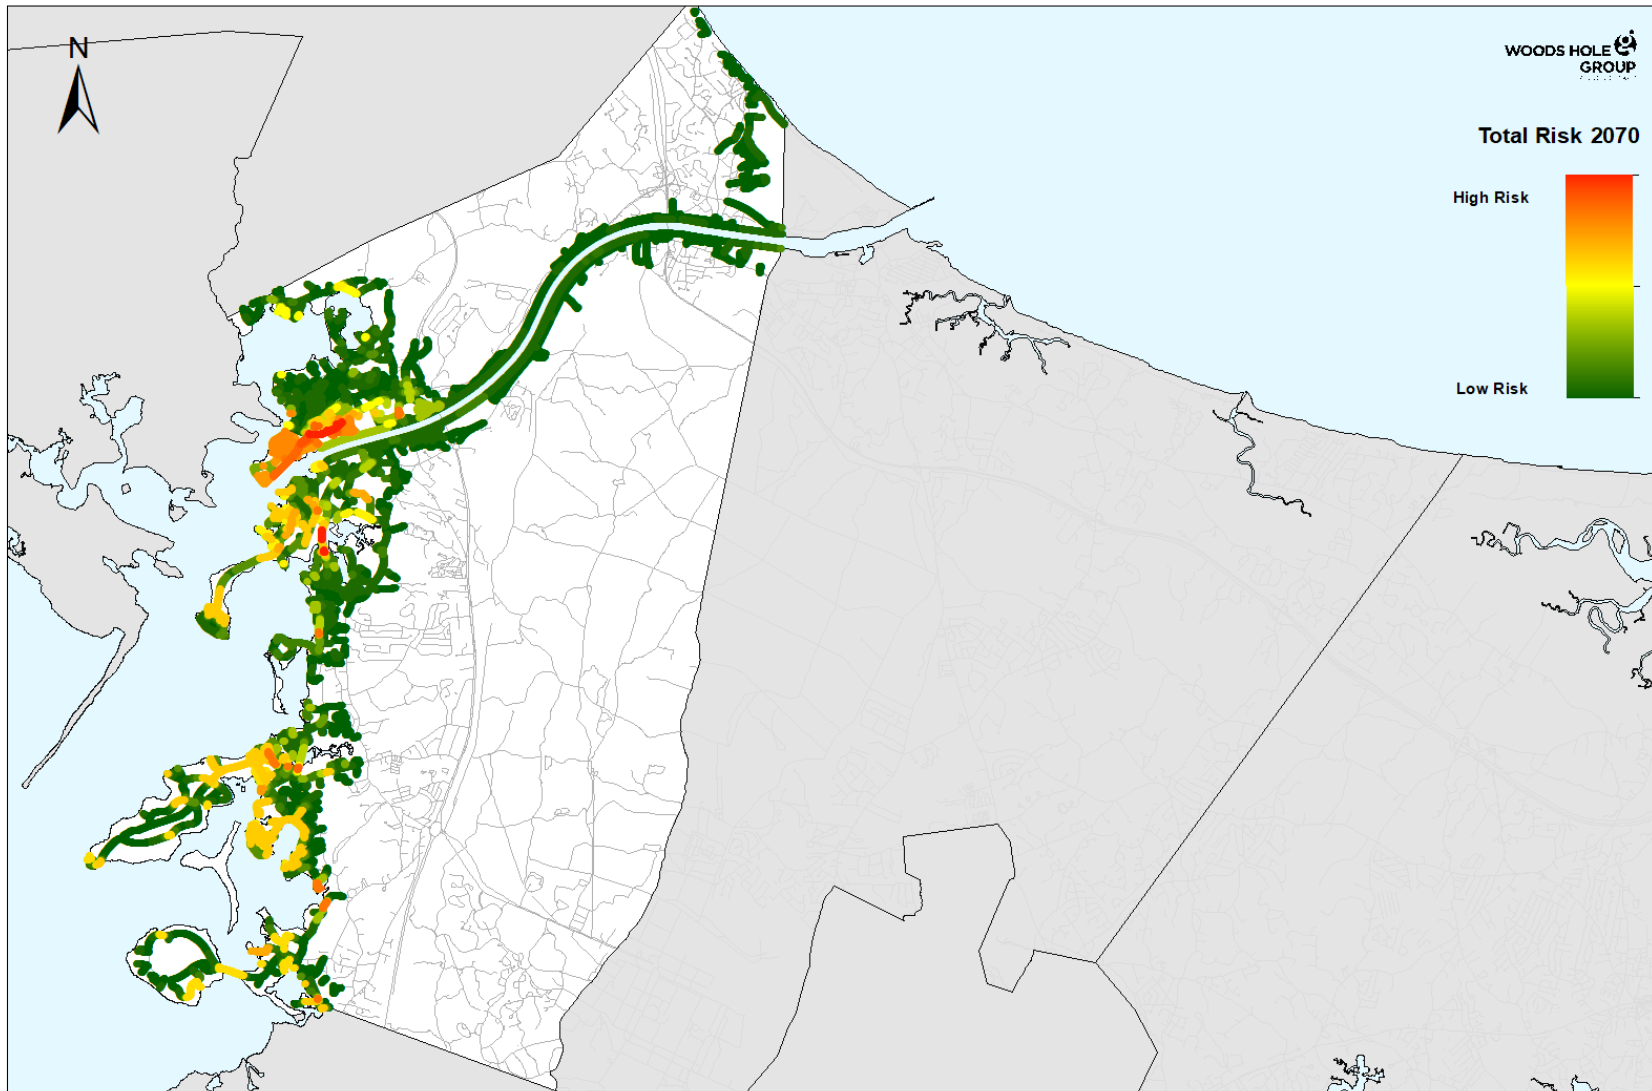 N
WOODS HOLE
GROUP
Total Risk 2070
High Risk
Low Risk